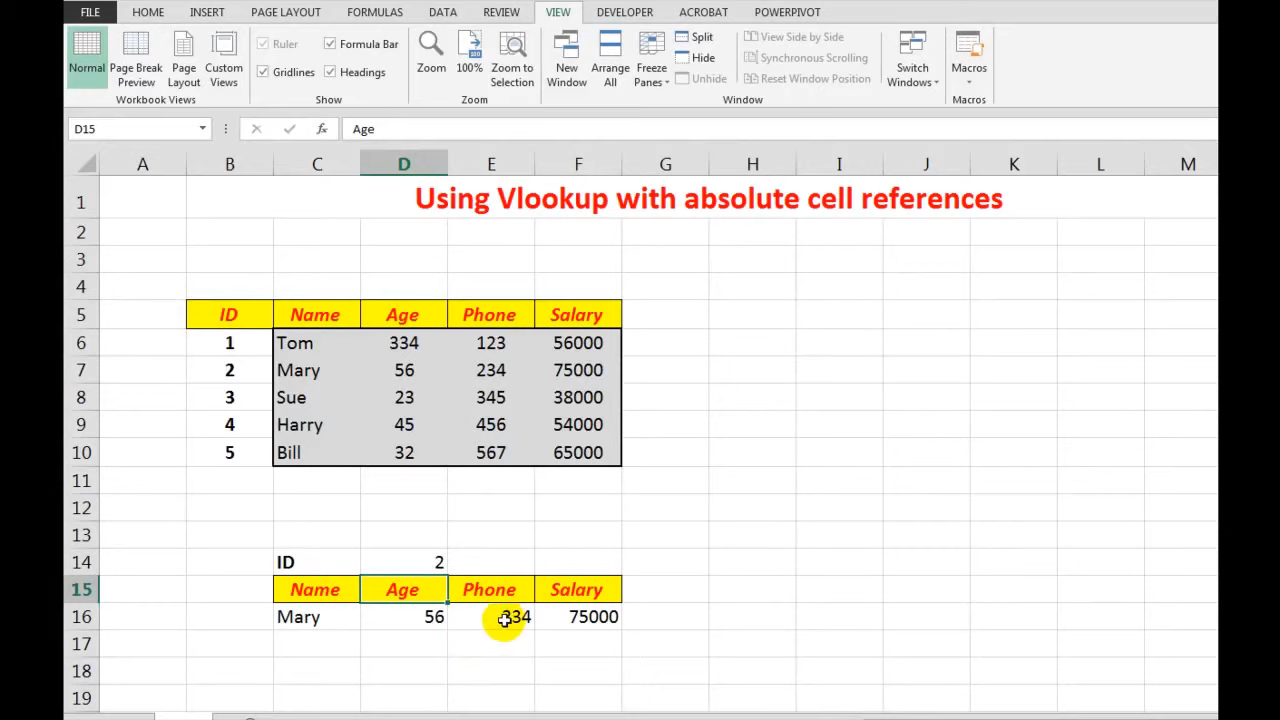 FILE HOME INSERT PAGE LAYOUT FORMULAS DATA REVIEW VIEW DEVELOPER ACROBAT POWERPIVOT
Normal Page Break Preview Page Layout Custom Views
Workbook Views
Ruler Formula Bar
Gridlines Headings
Show
Zoom 100% Zoom to Selection
Zoom
New Window Arrange All Freeze Panes
Split
Hide
Unhide
View Side by Side
Synchronous Scrolling
Reset Window Position
Window
Switch Windows
Macros
Macros
D15 fx Age
A B C D E F G H I J K L M
1 Using Vlookup with absolute cell references
2
3
4
5 ID Name Age Phone Salary
6 1 Tom 334 123 56000
7 2 Mary 56 234 75000
8 3 Sue 23 345 38000
9 4 Harry 45 456 54000
10 5 Bill 32 567 65000
11
12
13
14 ID 2
15 Name Age Phone Salary
16 Mary 56 234 75000
17
18
19